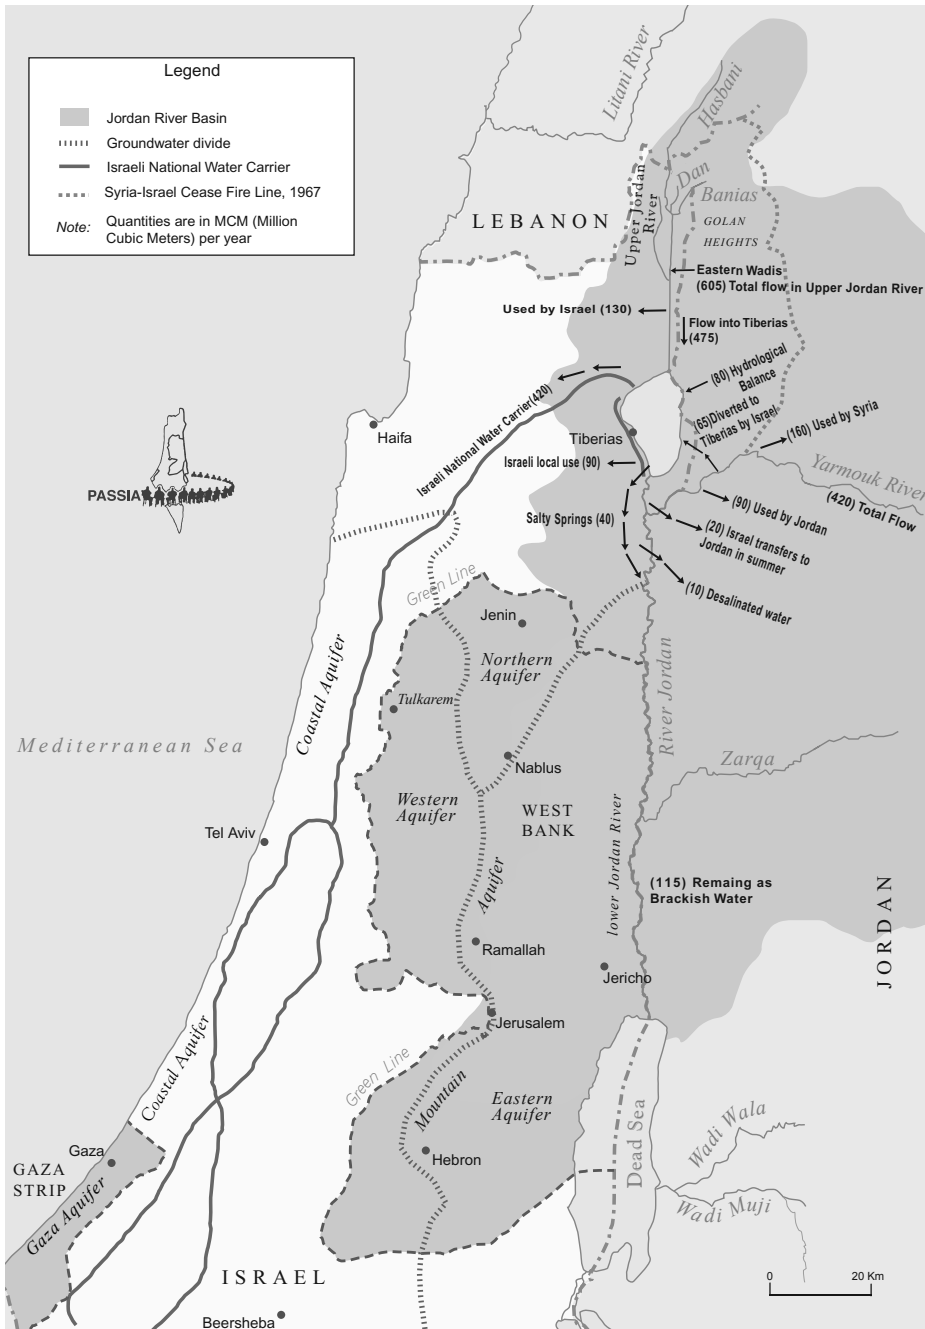 Legend
Jordan River Basin
Groundwater divide
Israeli National Water Carrier
Syria-Israel Cease Fire Line, 1967
Note: Quantities are in MCM (Million
Cubic Meters) per year
Litani River
Hasbani
Dan
Banias
Upper Jordan
River
LEBANON
GOLAN
HEIGHTS
Eastern Wadis
(605) Total flow in Upper Jordan River
Used by Israel (130)
Flow into Tiberias
(475)
(80) Hydrological
Balance
(65)Diverted to
Tiberias by Israel
(160) Used by Syria
Israeli National Water Carrier(420)
Haifa
Tiberias
Israeli local use (90)
Yarmouk River
(420) Total Flow
PASSIA
(90) Used by Jordan
Salty Springs (40)
(20) Israel transfers to
Jordan in summer
(10) Desalinated water
Green Line
Jenin
Northern
Aquifer
Coastal Aquifer
Tulkarem
River Jordan
Mediterranean Sea
Zarqa
Nablus
Western
Aquifer
WEST
BANK
Tel Aviv
Aquifer
lower Jordan River
(115) Remaing as
Brackish Water
JORDAN
Ramallah
Jericho
Jerusalem
Coastal Aquifer
Green Line
Mountain
Eastern
Aquifer
Dead Sea
Wadi Wala
Gaza
Hebron
GAZA
STRIP
Gaza Aquifer
Wadi Muji
ISRAEL
0 20 Km
Beersheba